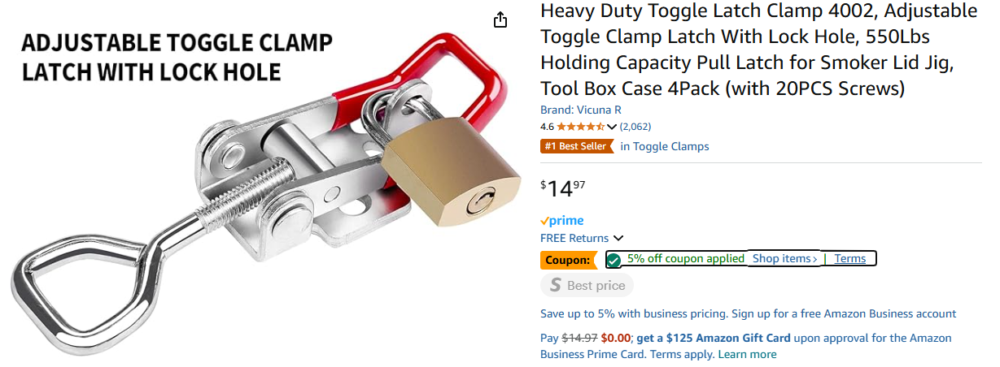 ADJUSTABLE TOGGLE CLAMP
LATCH WITH LOCK HOLE
Heavy Duty Toggle Latch Clamp 4002, Adjustable
Toggle Clamp Latch With Lock Hole, 550Lbs
Holding Capacity Pull Latch for Smoker Lid Jig,
Tool Box Case 4Pack (with 20PCS Screws)
Brand: Vicuna R
4.6 (2,062)
#1 Best Seller in Toggle Clamps
$14.97
prime
FREE Returns
Coupon: 5% off coupon applied Shop items › | Terms
S Best price
Save up to 5% with business pricing. Sign up for a free Amazon Business account
Pay $14.97 $0.00; get a $125 Amazon Gift Card upon approval for the Amazon
Business Prime Card. Terms apply. Learn more